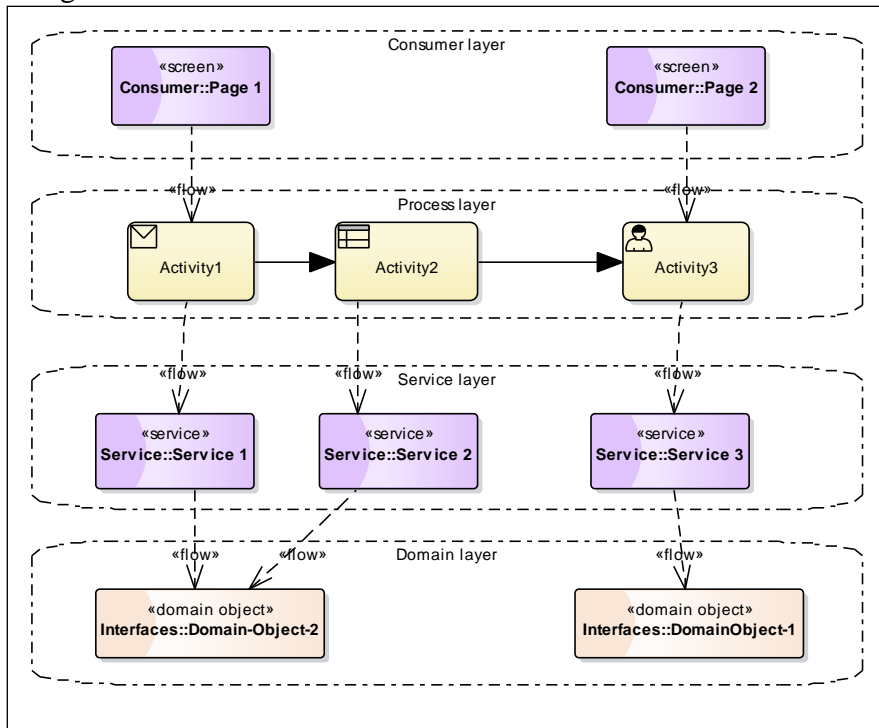 Consumer layer
«screen»
Consumer::Page 1
«screen»
Consumer::Page 2
«flow»
«flow»
Process layer
Activity1
Activity2
Activity3
«flow»
«flow»
«flow»
Service layer
«service»
Service::Service 1
«service»
Service::Service 2
«service»
Service::Service 3
«flow»
«flow»
«flow»
Domain layer
«domain object»
Interfaces::Domain-Object-2
«domain object»
Interfaces::DomainObject-1